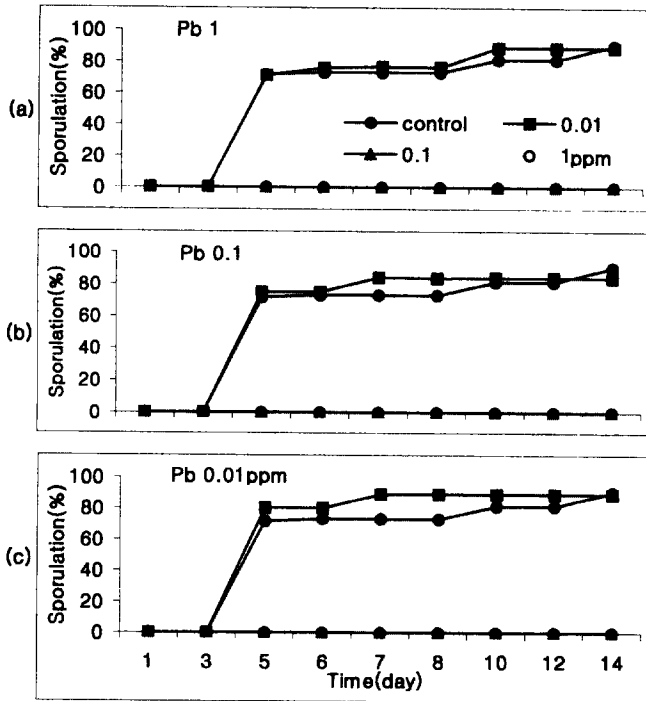 Pb 1
(a)
Sporulation(%)
100
80
60
40
20
0
control
0.01
0.1
1ppm
Pb 0.1
(b)
Sporulation(%)
100
80
60
40
20
0
Pb 0.01ppm
(c)
Sporulation(%)
100
80
60
40
20
0
1 3 5 6 7 8 10 12 14
Time(day)